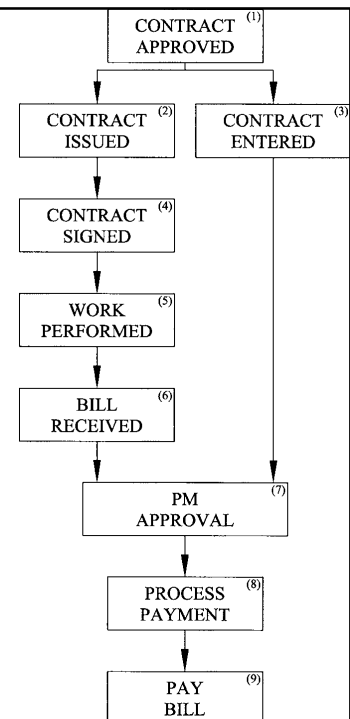 CONTRACT (1)
APPROVED
CONTRACT (2)
ISSUED
CONTRACT (3)
ENTERED
CONTRACT (4)
SIGNED
WORK (5)
PERFORMED
BILL (6)
RECEIVED
PM (7)
APPROVAL
PROCESS (8)
PAYMENT
PAY (9)
BILL